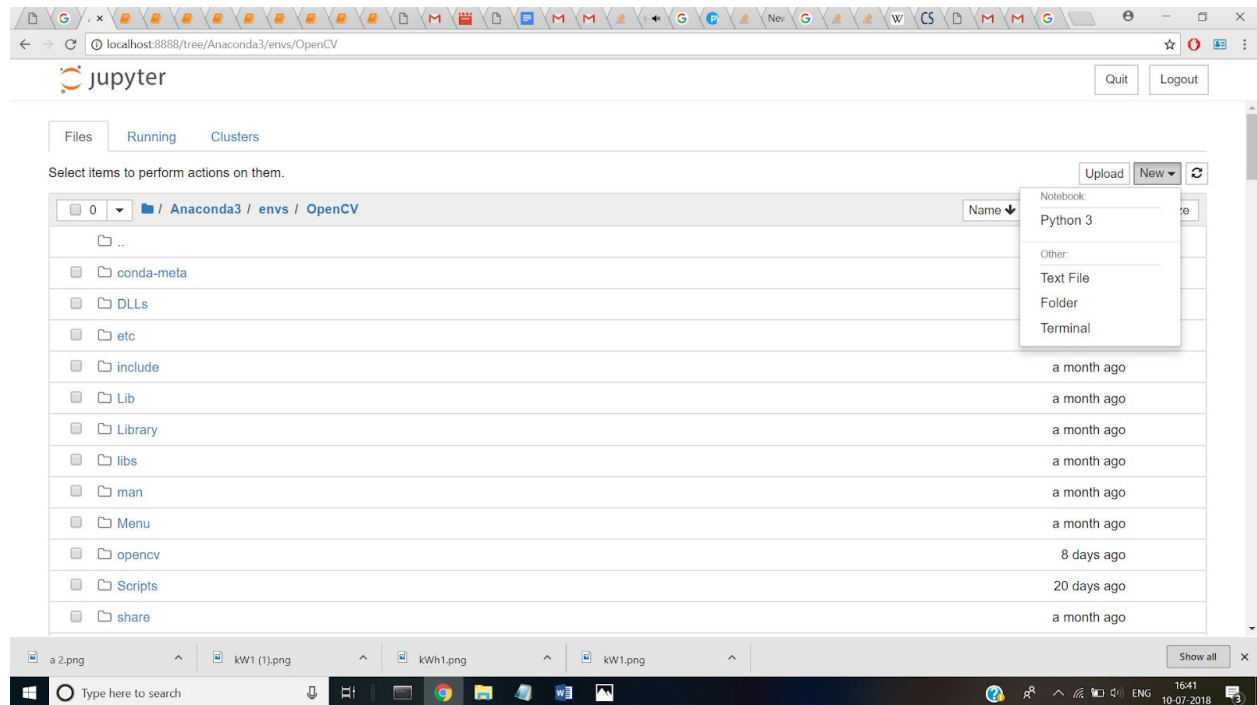 Nev
W
CS
localhost:8888/tree/Anaconda3/envs/OpenCV
jupyter
Quit
Logout
Files
Running
Clusters
Select items to perform actions on them.
Upload
New
0
/ Anaconda3 / envs / OpenCV
Name
ze
Notebook:
Python 3
Other:
Text File
Folder
Terminal
..
conda-meta
DLLs
etc
include
a month ago
Lib
a month ago
Library
a month ago
libs
a month ago
man
a month ago
Menu
a month ago
opencv
8 days ago
Scripts
20 days ago
share
a month ago
a 2.png
kW1 (1).png
kWh1.png
kW1.png
Show all
Type here to search
ENG
16:41
10-07-2018